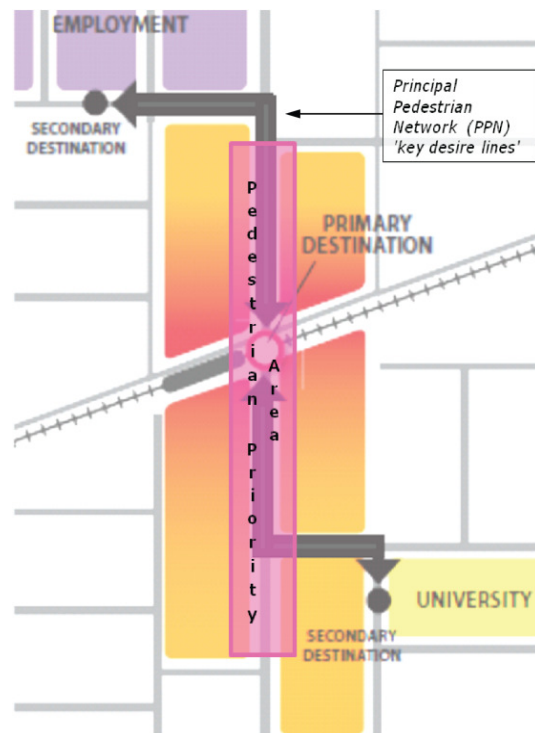 EMPLOYMENT
SECONDARY
DESTINATION
Principal
Pedestrian
Network (PPN)
'key desire lines'
PRIMARY
DESTINATION
Pedestrian Priority
Area
UNIVERSITY
SECONDARY
DESTINATION